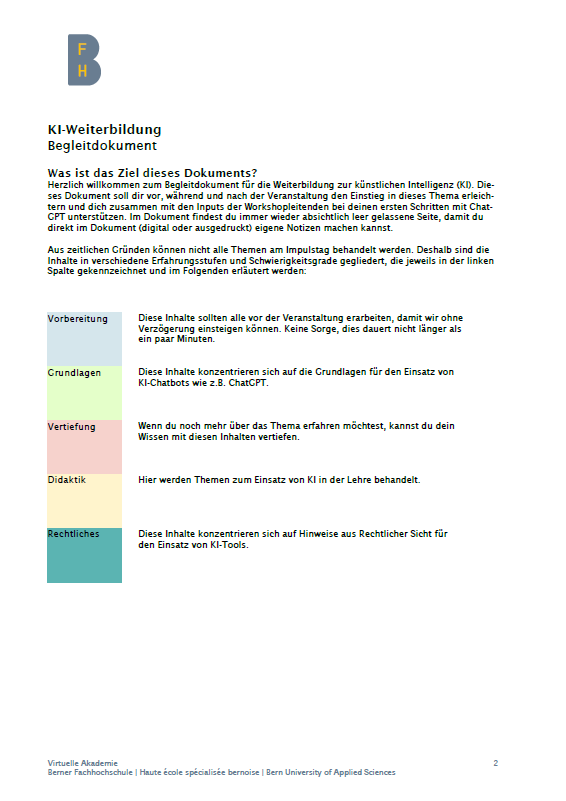 F
H
KI-Weiterbildung
Begleitdokument
Was ist das Ziel dieses Dokuments?
Herzlich willkommen zum Begleitdokument für die Weiterbildung zur künstlichen Intelligenz (KI). Die-
ses Dokument soll dir vor, während und nach der Veranstaltung den Einstieg in dieses Thema erleich-
tern und dich zusammen mit den Inputs der Workshopleitenden bei deinen ersten Schritten mit Chat-
GPT unterstützen. Im Dokument findest du immer wieder absichtlich leer gelassene Seite, damit du
direkt im Dokument (digital oder ausgedruckt) eigene Notizen machen kannst.
Aus zeitlichen Gründen können nicht alle Themen am Impulstag behandelt werden. Deshalb sind die
Inhalte in verschiedene Erfahrungsstufen und Schwierigkeitsgrade gegliedert, die jeweils in der linken
Spalte gekennzeichnet und im Folgenden erläutert werden:
Vorbereitung
Diese Inhalte sollten alle vor der Veranstaltung erarbeiten, damit wir ohne
Verzögerung einsteigen können. Keine Sorge, dies dauert nicht länger als
ein paar Minuten.
Grundlagen
Diese Inhalte konzentrieren sich auf die Grundlagen für den Einsatz von
KI-Chatbots wie z.B. ChatGPT.
Vertiefung
Wenn du noch mehr über das Thema erfahren möchtest, kannst du dein
Wissen mit diesen Inhalten vertiefen.
Didaktik
Hier werden Themen zum Einsatz von KI in der Lehre behandelt.
Rechtliches
Diese Inhalte konzentrieren sich auf Hinweise aus Rechtlicher Sicht für
den Einsatz von KI-Tools.
Virtuelle Akademie 2
Berner Fachhochschule | Haute école spécialisée bernoise | Bern University of Applied Sciences